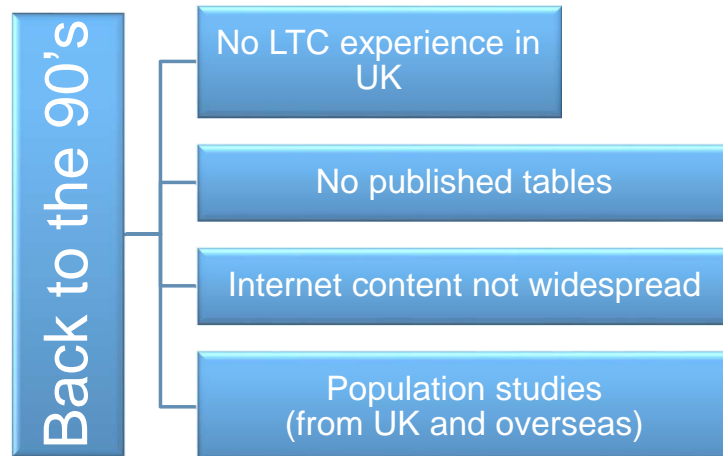 Back to the 90’s
No LTC experience in
UK
No published tables
Internet content not widespread
Population studies
(from UK and overseas)